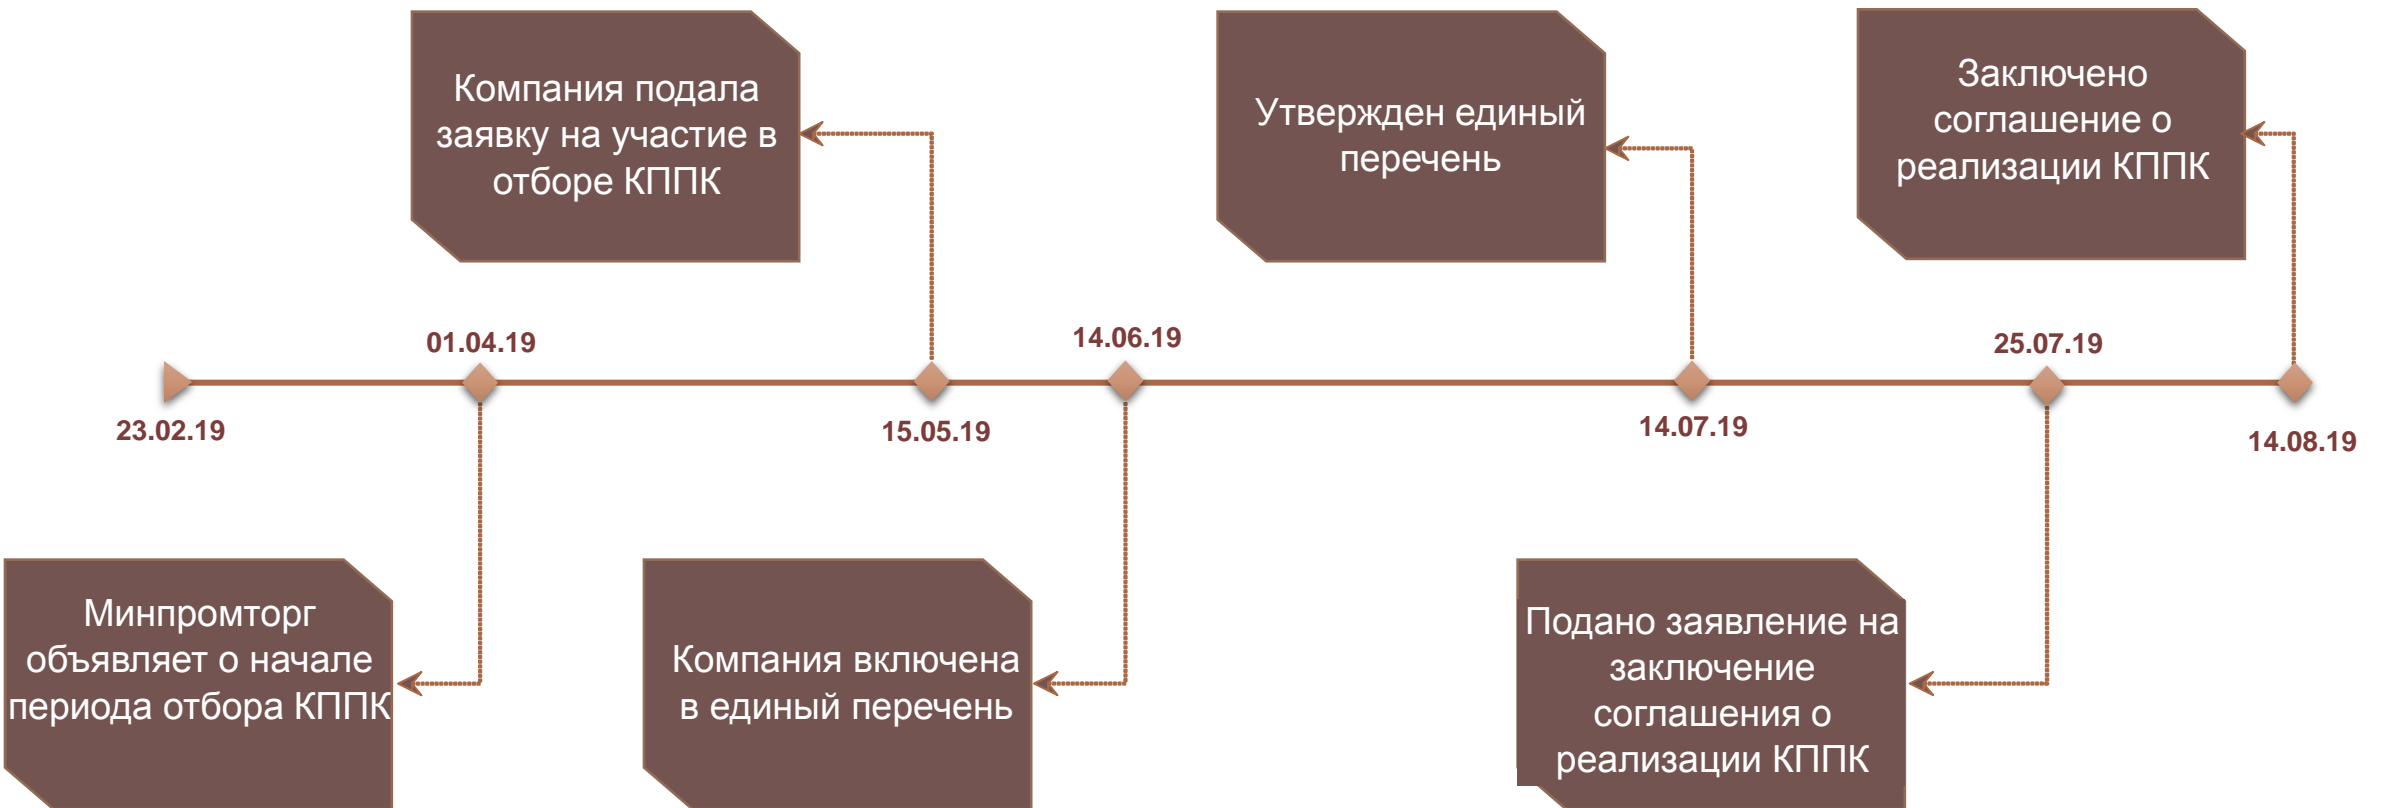 Компания подала
заявку на участие в
отборе КППК
Утвержден единый
перечень
Заключено
соглашение о
реализации КППК
01.04.19
14.06.19
25.07.19
23.02.19
15.05.19
14.07.19
14.08.19
Минпромторг
объявляет о начале
периода отбора КППК
Компания включена
в единый перечень
Подано заявление на
заключение
соглашения о
реализации КППК